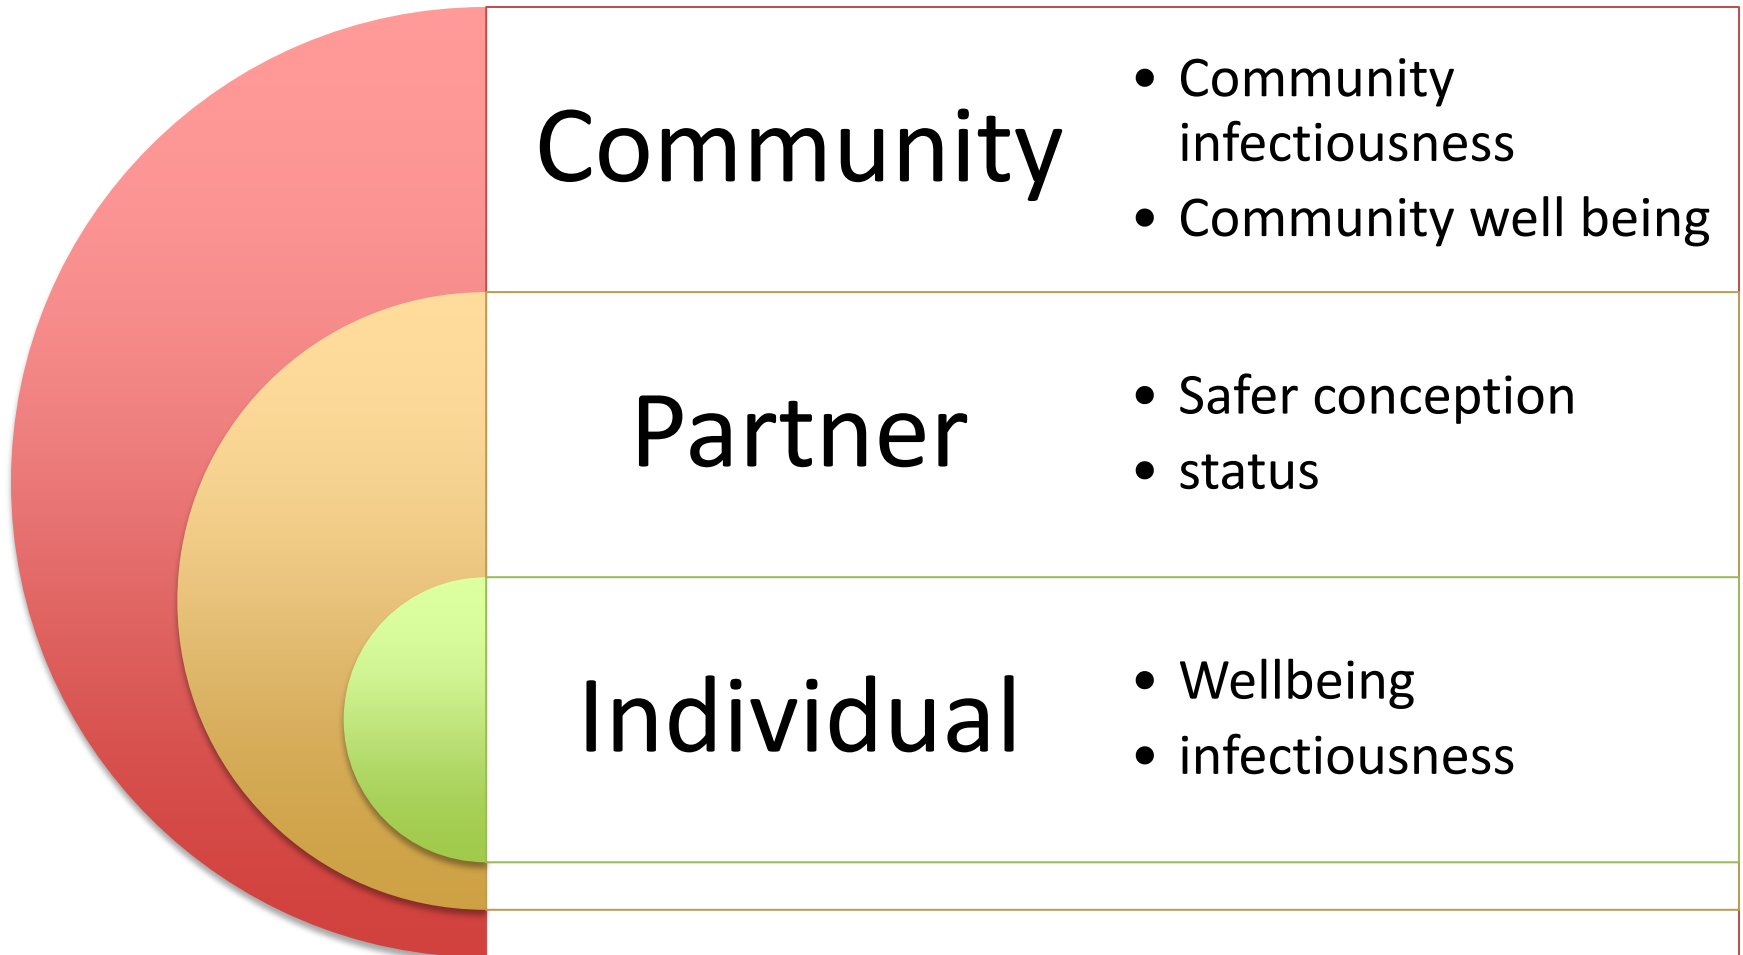 Community
• Community
infectiousness
• Community well being
Partner
• Safer conception
• status
Individual
• Wellbeing
• infectiousness